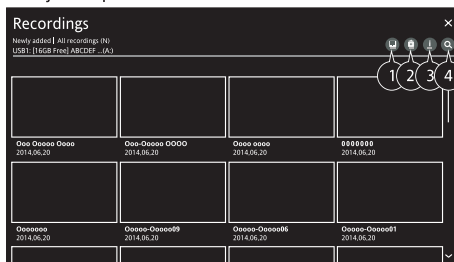 Recordings
Newly added | All recordings (N)
USB1: [16GB Free] ABCDEF ...(A:)
1 2 3 4
Ooo Ooooo Oooo
2014,06,20
Ooo-Ooooo OOOO
2014,06,20
Oooo oooo
2014,06,20
0000000
2014,06,20
Ooooooo
2014,06,20
Ooooo-Ooooo09
2014,06,20
Ooooo-Ooooo06
2014,06,20
Ooooo-Ooooo01
2014,06,20